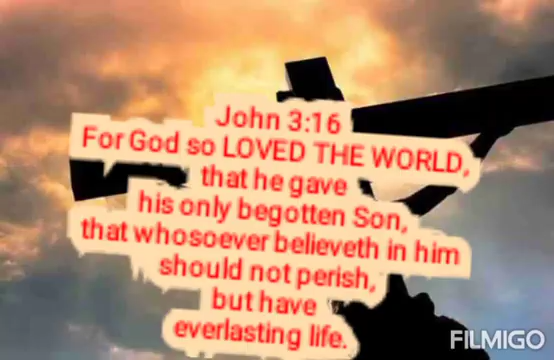 John 3:16
For God so LOVED THE WORLD,
that he gave
his only begotten Son,
that whosoever believeth in him
should not perish,
but have
everlasting life.
FILMIGO